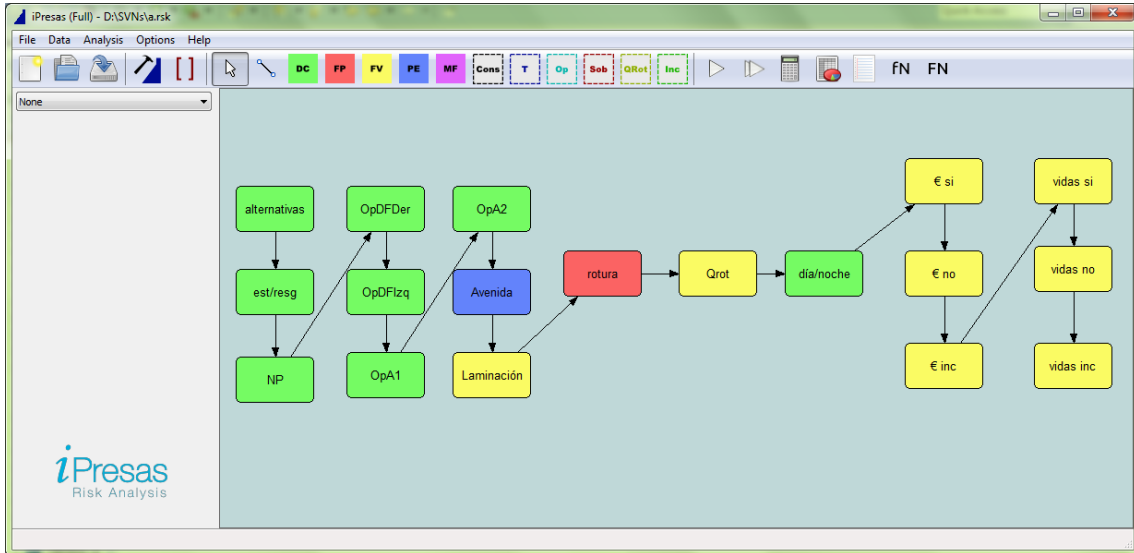 iPresas (Full) - D:\SVNs\a.rsk
File Data Analysis Options Help
DC FP FV PE MF Cons T Op Sob QRot Inc fN FN
None
alternativas
est/resg
NP
OpDFDer
OpDFIzq
OpA1
OpA2
Avenida
Laminación
rotura
Qrot
día/noche
€ si
€ no
€ inc
vidas si
vidas no
vidas inc
iPresas
Risk Analysis